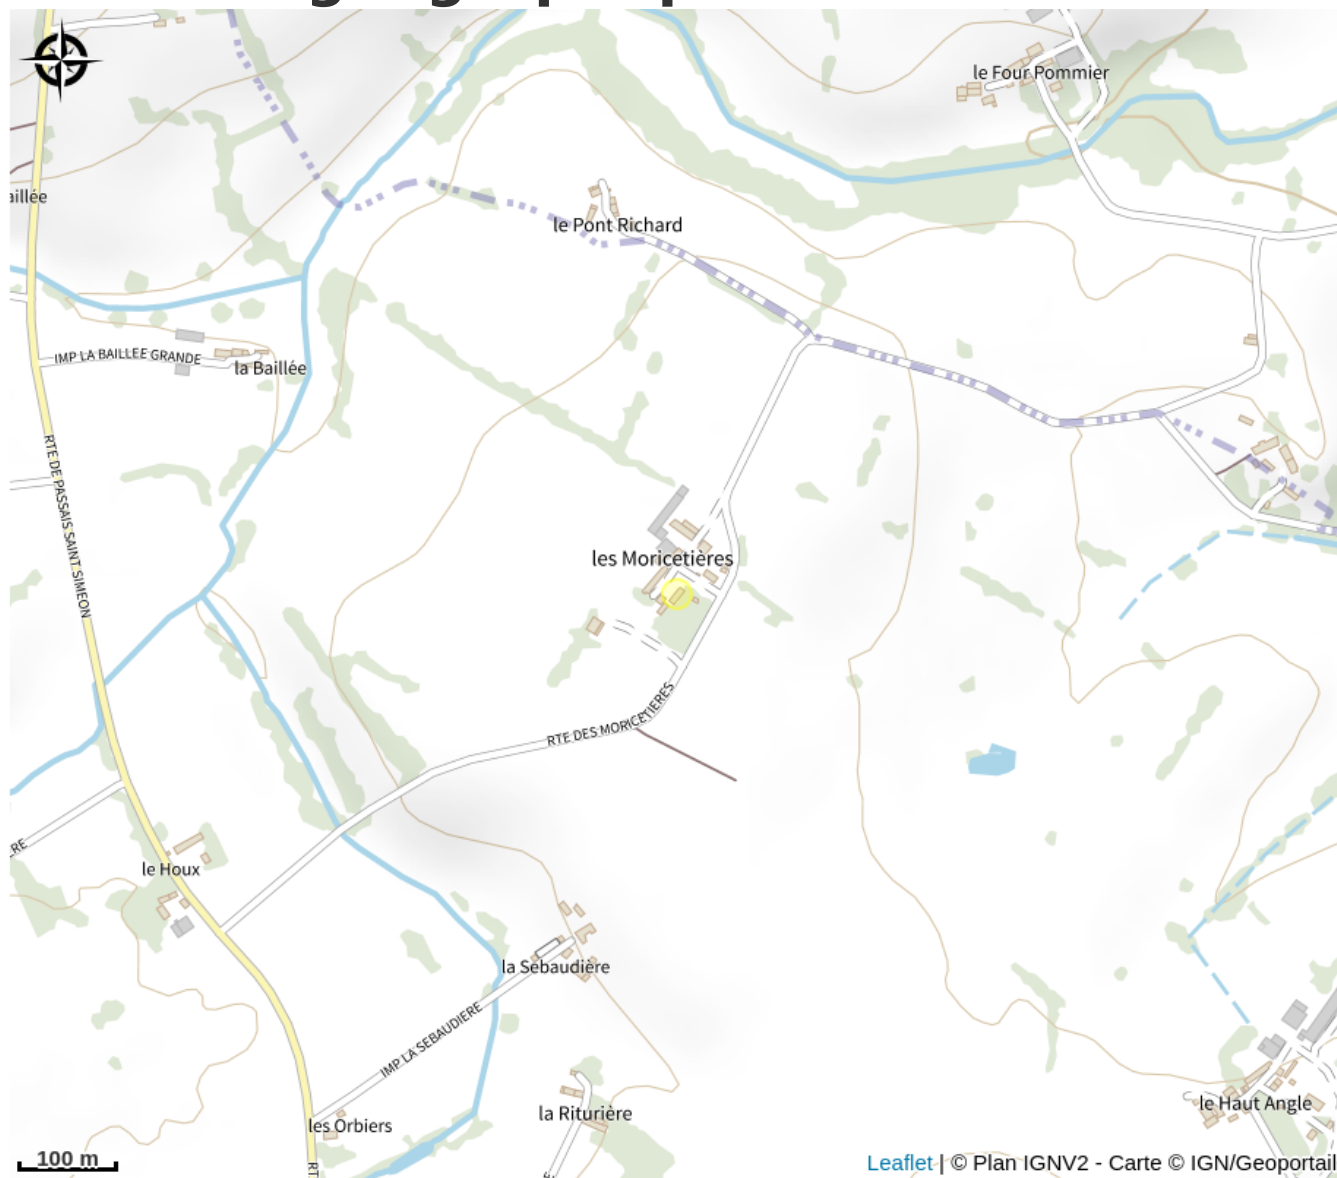 le Four Pommier
aillée
le Pont Richard
IMP LA BAILLEE GRANDE
la Baillée
RTE DE PASSAIS SAINT SIMEON
les Moricetières
RTE DES MORICETIERES
ERE
le Houx
la Sebaudière
IMP LA SEBAUDIERE
la Riturière
le Haut Angle
les Orbiers
RT
100 m
Leaflet | © Plan IGNV2 - Carte © IGN/Geoportail